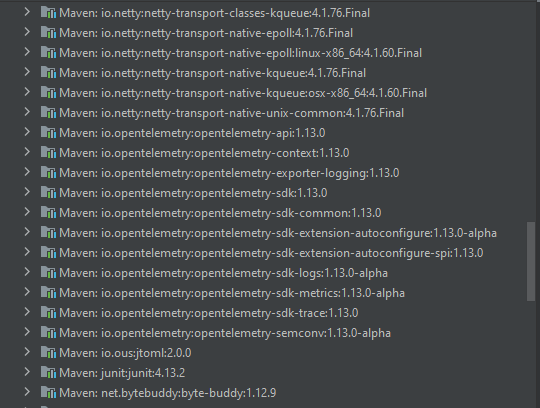 Maven: io.netty:netty-transport-classes-kqueue:4.1.76.Final
Maven: io.netty:netty-transport-native-epoll:4.1.76.Final
Maven: io.netty:netty-transport-native-epoll:linux-x86_64:4.1.60.Final
Maven: io.netty:netty-transport-native-kqueue:4.1.76.Final
Maven: io.netty:netty-transport-native-kqueue:osx-x86_64:4.1.60.Final
Maven: io.netty:netty-transport-native-unix-common:4.1.76.Final
Maven: io.opentelemetry:opentelemetry-api:1.13.0
Maven: io.opentelemetry:opentelemetry-context:1.13.0
Maven: io.opentelemetry:opentelemetry-exporter-logging:1.13.0
Maven: io.opentelemetry:opentelemetry-sdk:1.13.0
Maven: io.opentelemetry:opentelemetry-sdk-common:1.13.0
Maven: io.opentelemetry:opentelemetry-sdk-extension-autoconfigure:1.13.0-alpha
Maven: io.opentelemetry:opentelemetry-sdk-extension-autoconfigure-spi:1.13.0
Maven: io.opentelemetry:opentelemetry-sdk-logs:1.13.0-alpha
Maven: io.opentelemetry:opentelemetry-sdk-metrics:1.13.0-alpha
Maven: io.opentelemetry:opentelemetry-sdk-trace:1.13.0
Maven: io.opentelemetry:opentelemetry-semconv:1.13.0-alpha
Maven: io.ous:jtoml:2.0.0
Maven: junit:junit:4.13.2
Maven: net.bytebuddy:byte-buddy:1.12.9